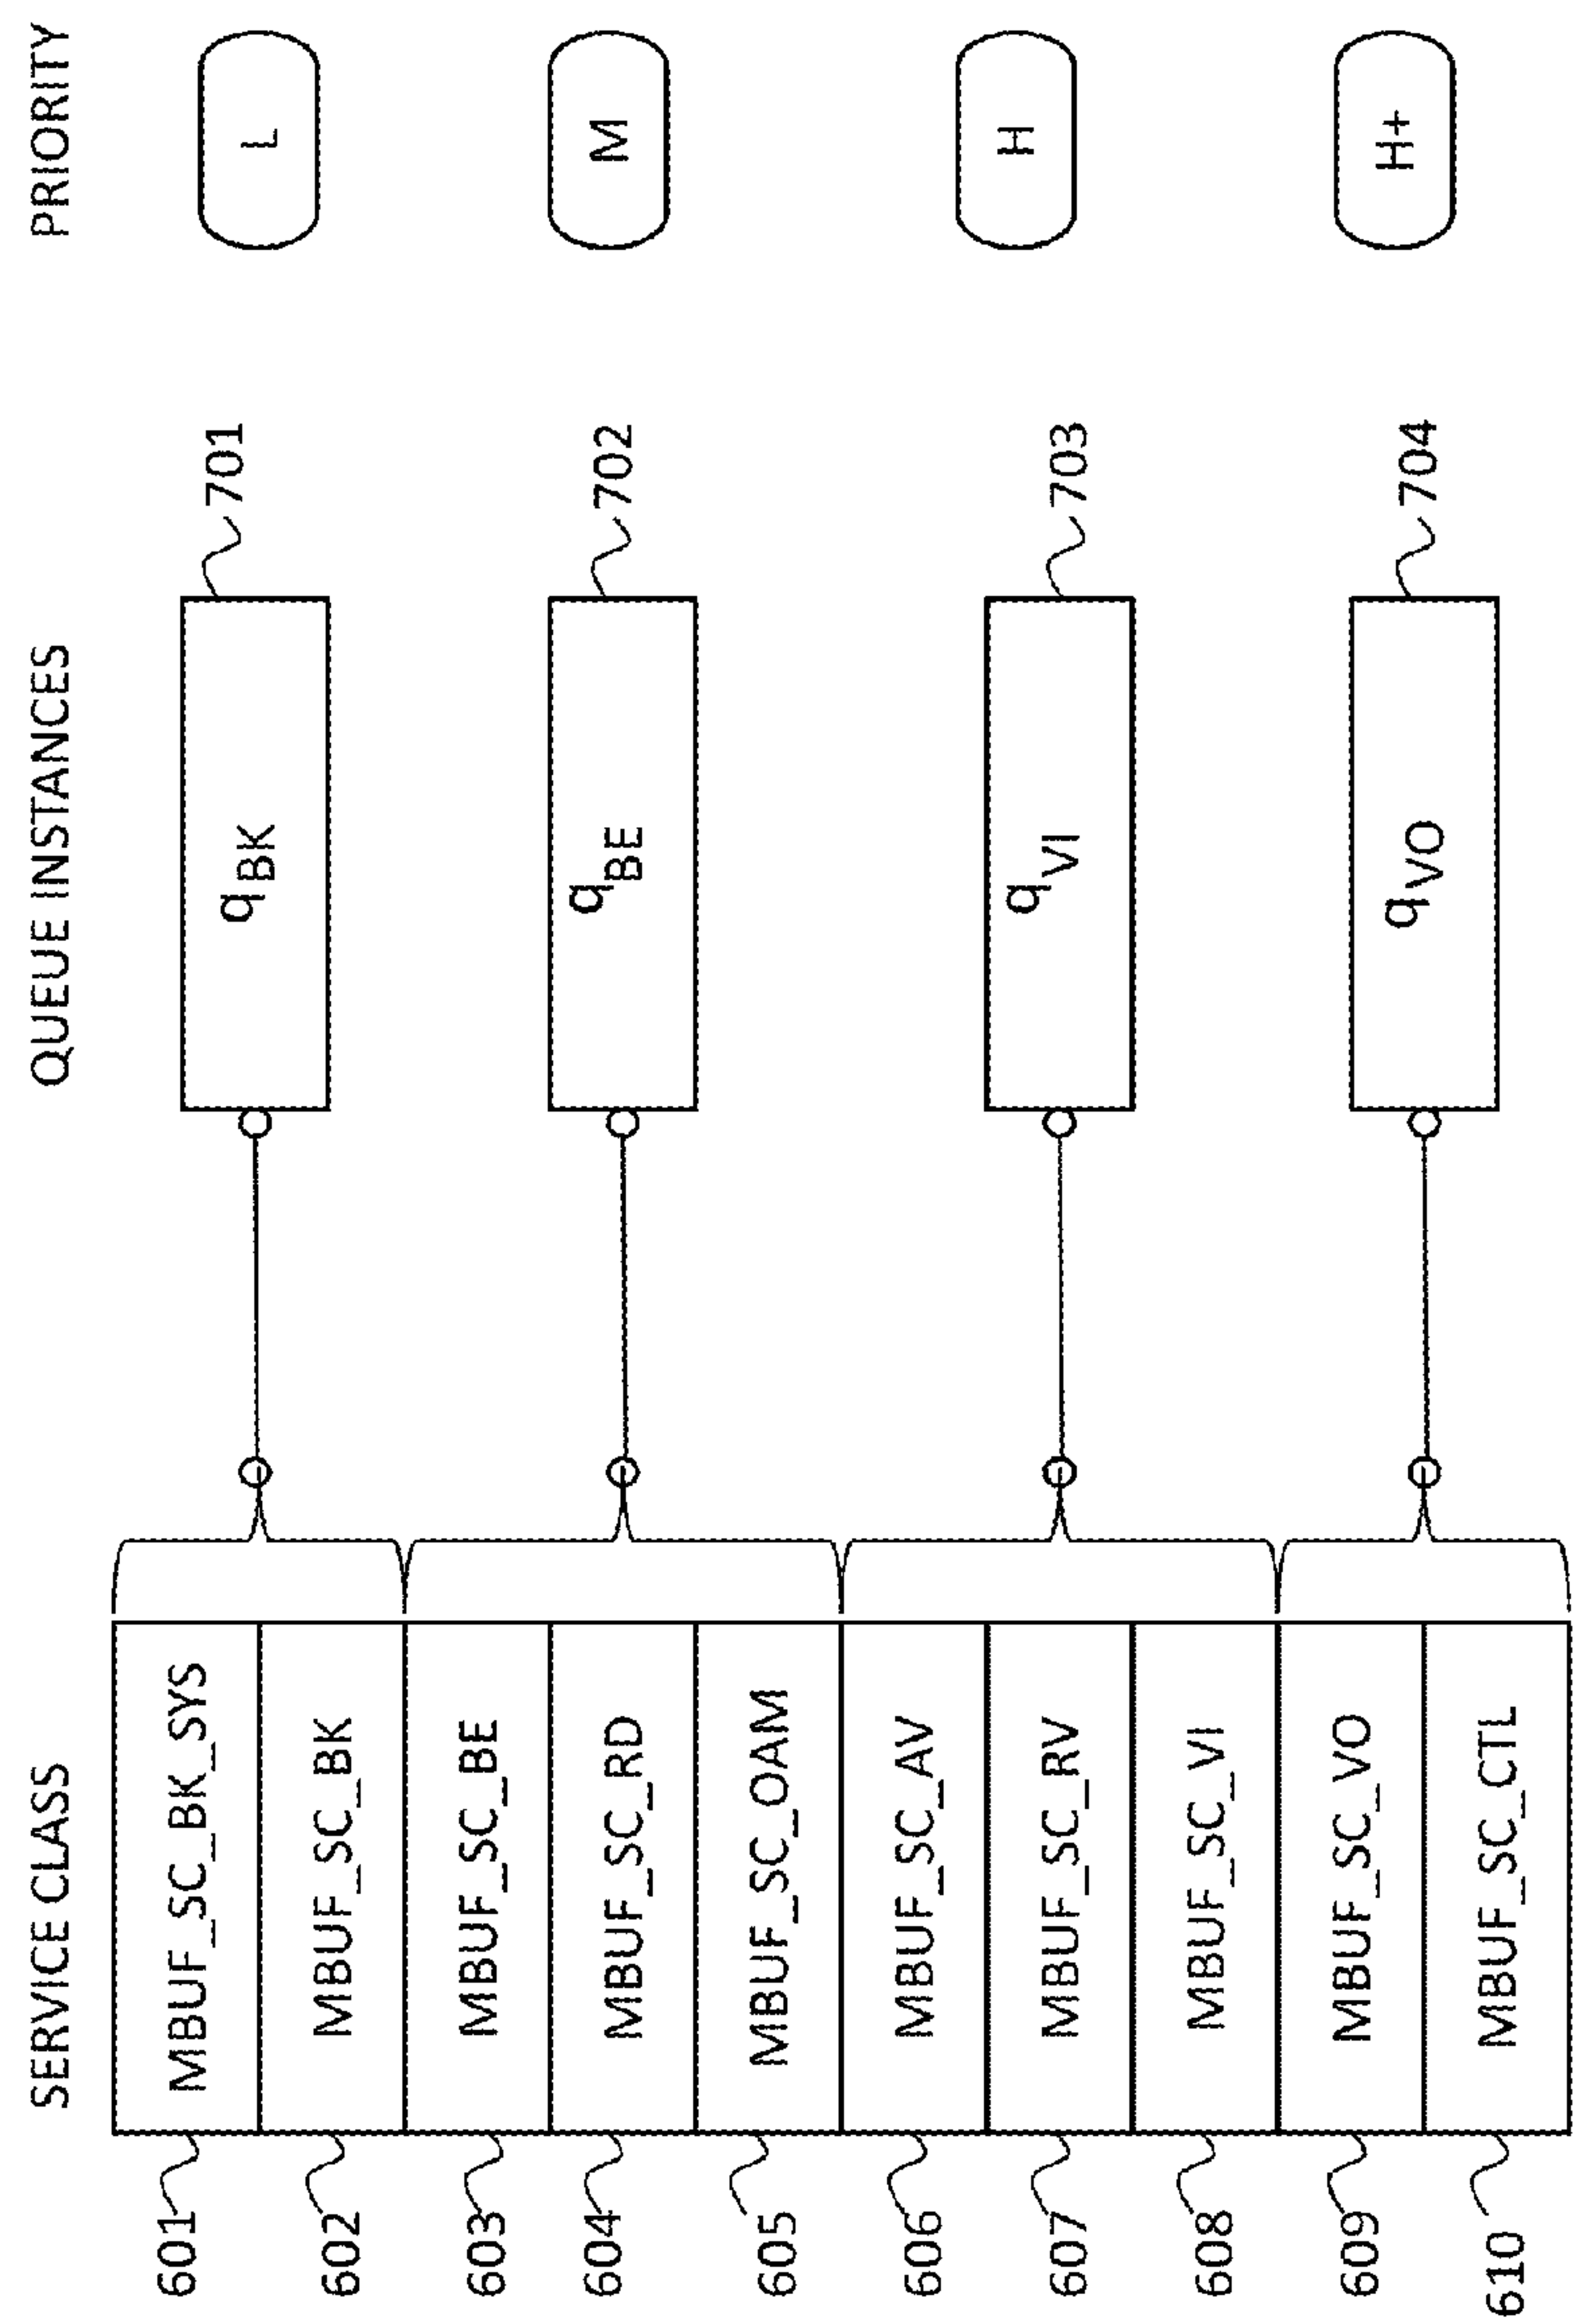 SERVICE CLASS
QUEUE INSTANCES
PRIORITY
601
MBUF_SC_BK_SYS
602
MBUF_SC_BK
qBK
701
L
603
MBUF_SC_BE
604
MBUF_SC_RD
605
MBUF_SC_OAM
qBE
702
M
606
MBUF_SC_AV
607
MBUF_SC_RV
608
MBUF_SC_VI
qVI
703
H
609
MBUF_SC_VO
610
MBUF_SC_CTL
qVO
704
H+